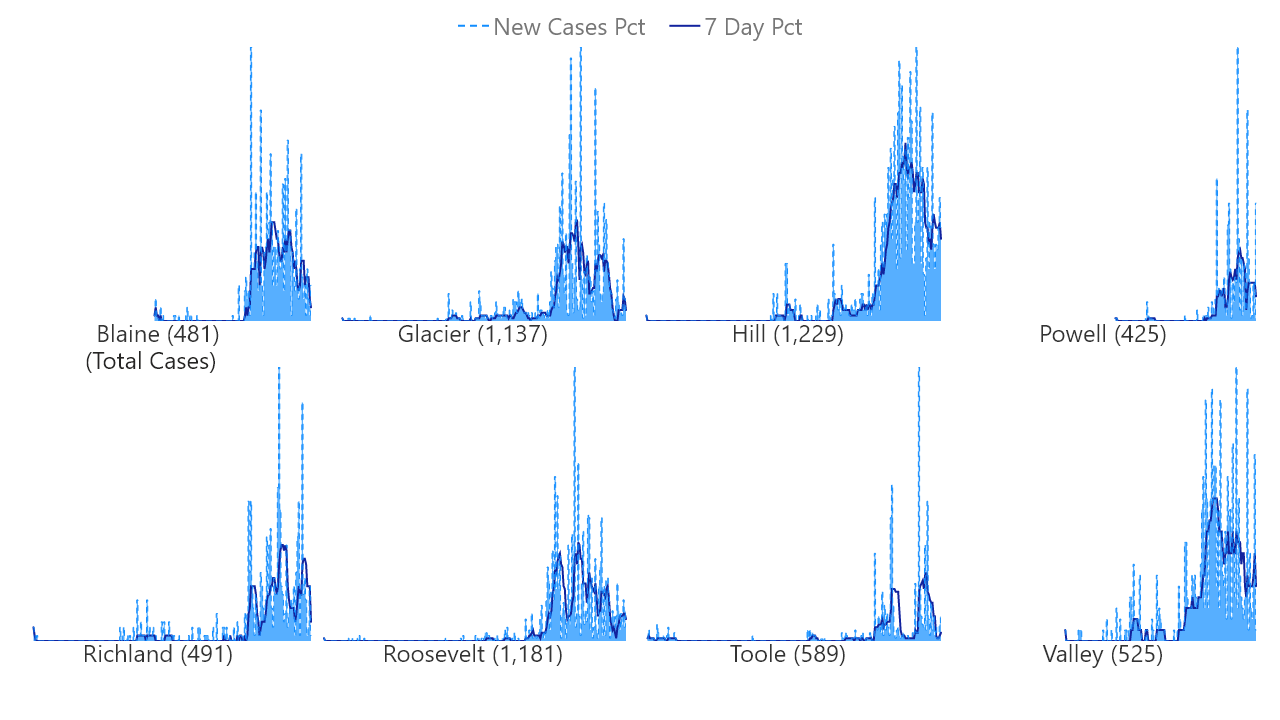 New Cases Pct 7 Day Pct
Blaine (481) Glacier (1,137) Hill (1,229) Powell (425)
(Total Cases)
Richland (491) Roosevelt (1,181) Toole (589) Valley (525)